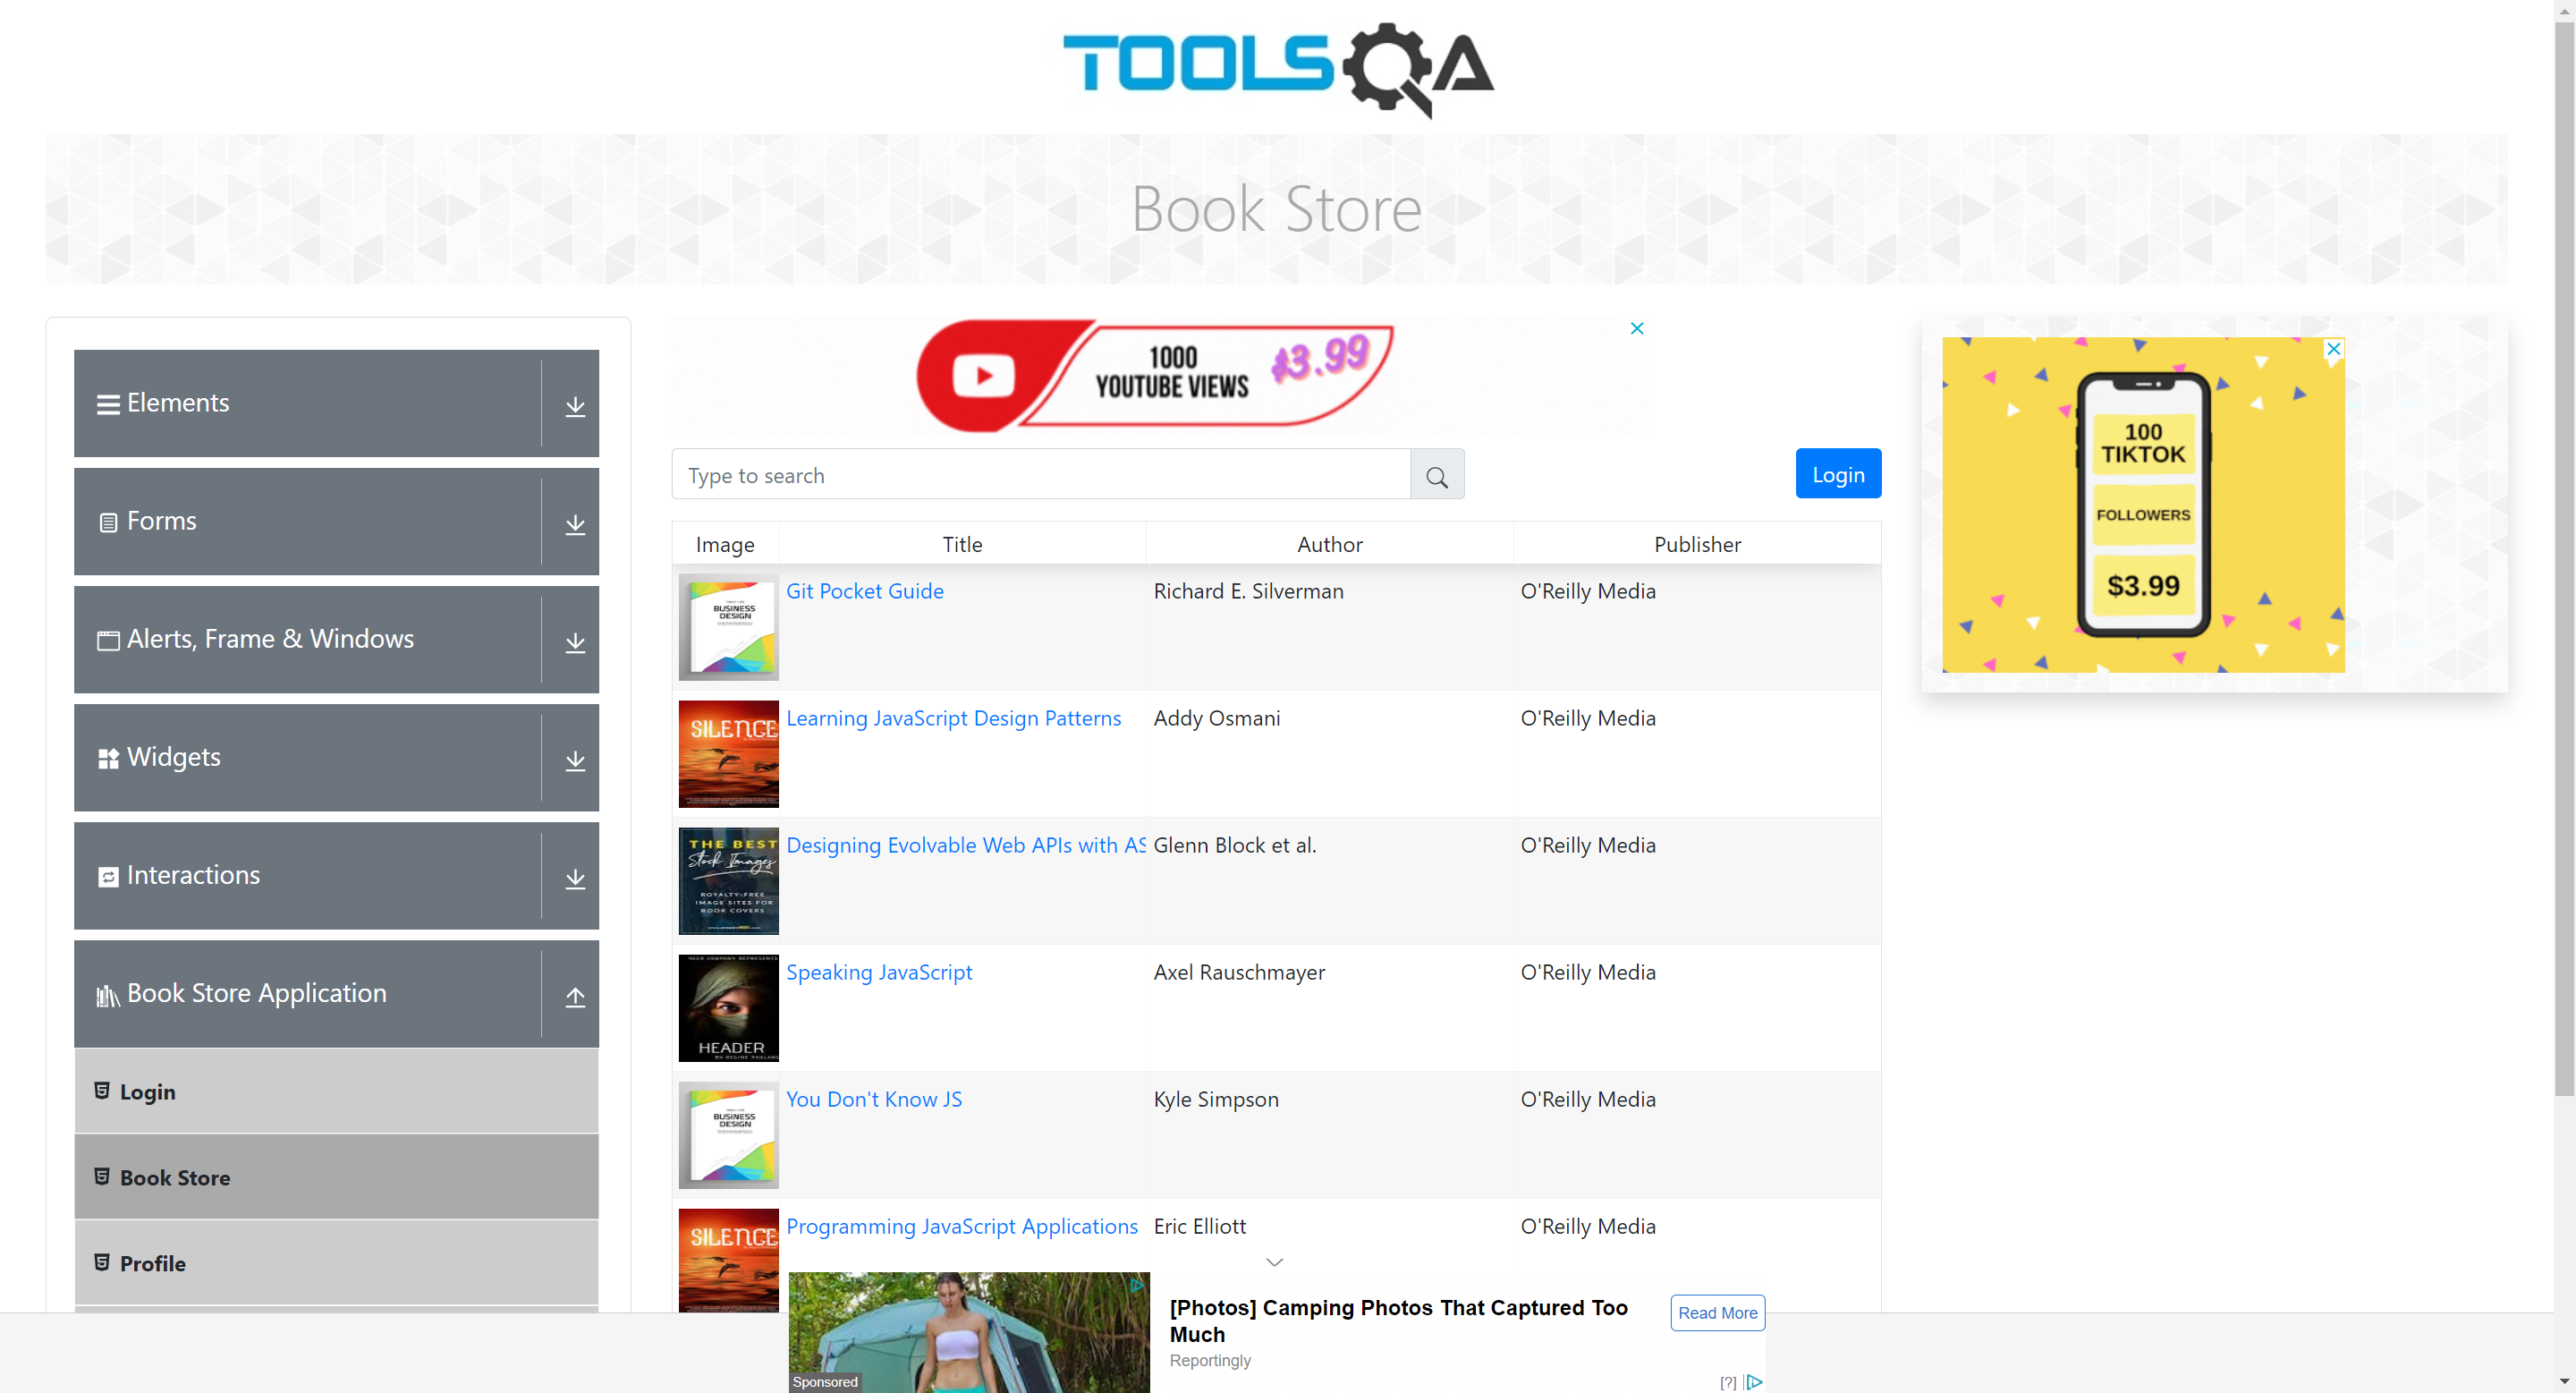 TOOLSQA
Book Store
Elements
Forms
Alerts, Frame & Windows
Widgets
Interactions
Book Store Application
Login
Book Store
Profile
1000
YOUTUBE VIEWS
$3.99
Type to search
Login
Image Title Author Publisher
BUSINESS
DESIGN
Git Pocket Guide Richard E. Silverman O'Reilly Media
SILENCE
Learning JavaScript Design Patterns Addy Osmani O'Reilly Media
THE BEST
Stock Images
ROYALTY-FREE
IMAGE SITES FOR
BOOK COVERS
Designing Evolvable Web APIs with AS Glenn Block et al. O'Reilly Media
HEADER
Speaking JavaScript Axel Rauschmayer O'Reilly Media
BUSINESS
DESIGN
You Don't Know JS Kyle Simpson O'Reilly Media
SILENCE
Programming JavaScript Applications Eric Elliott O'Reilly Media
100
TIKTOK
FOLLOWERS
$3.99
Sponsored
[Photos] Camping Photos That Captured Too
Much
Reportingly
Read More
[?]